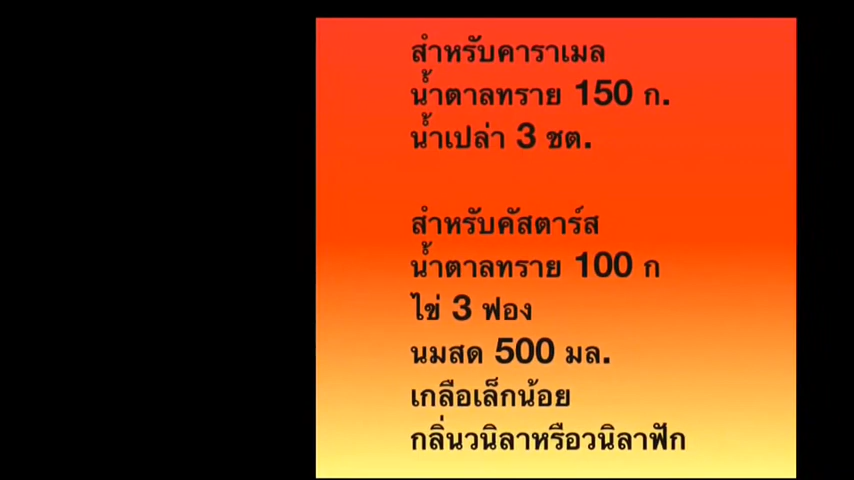 สำหรับคาราเมล
น้ำตาลทราย 150 ก.
น้ำเปล่า 3 ชต.
สำหรับคัสตาร์ส
น้ำตาลทราย 100 ก
ไข่ 3 ฟอง
นมสด 500 มล.
เกลือเล็กน้อย
กลิ่นวนิลาหรือวนิลาฟัก